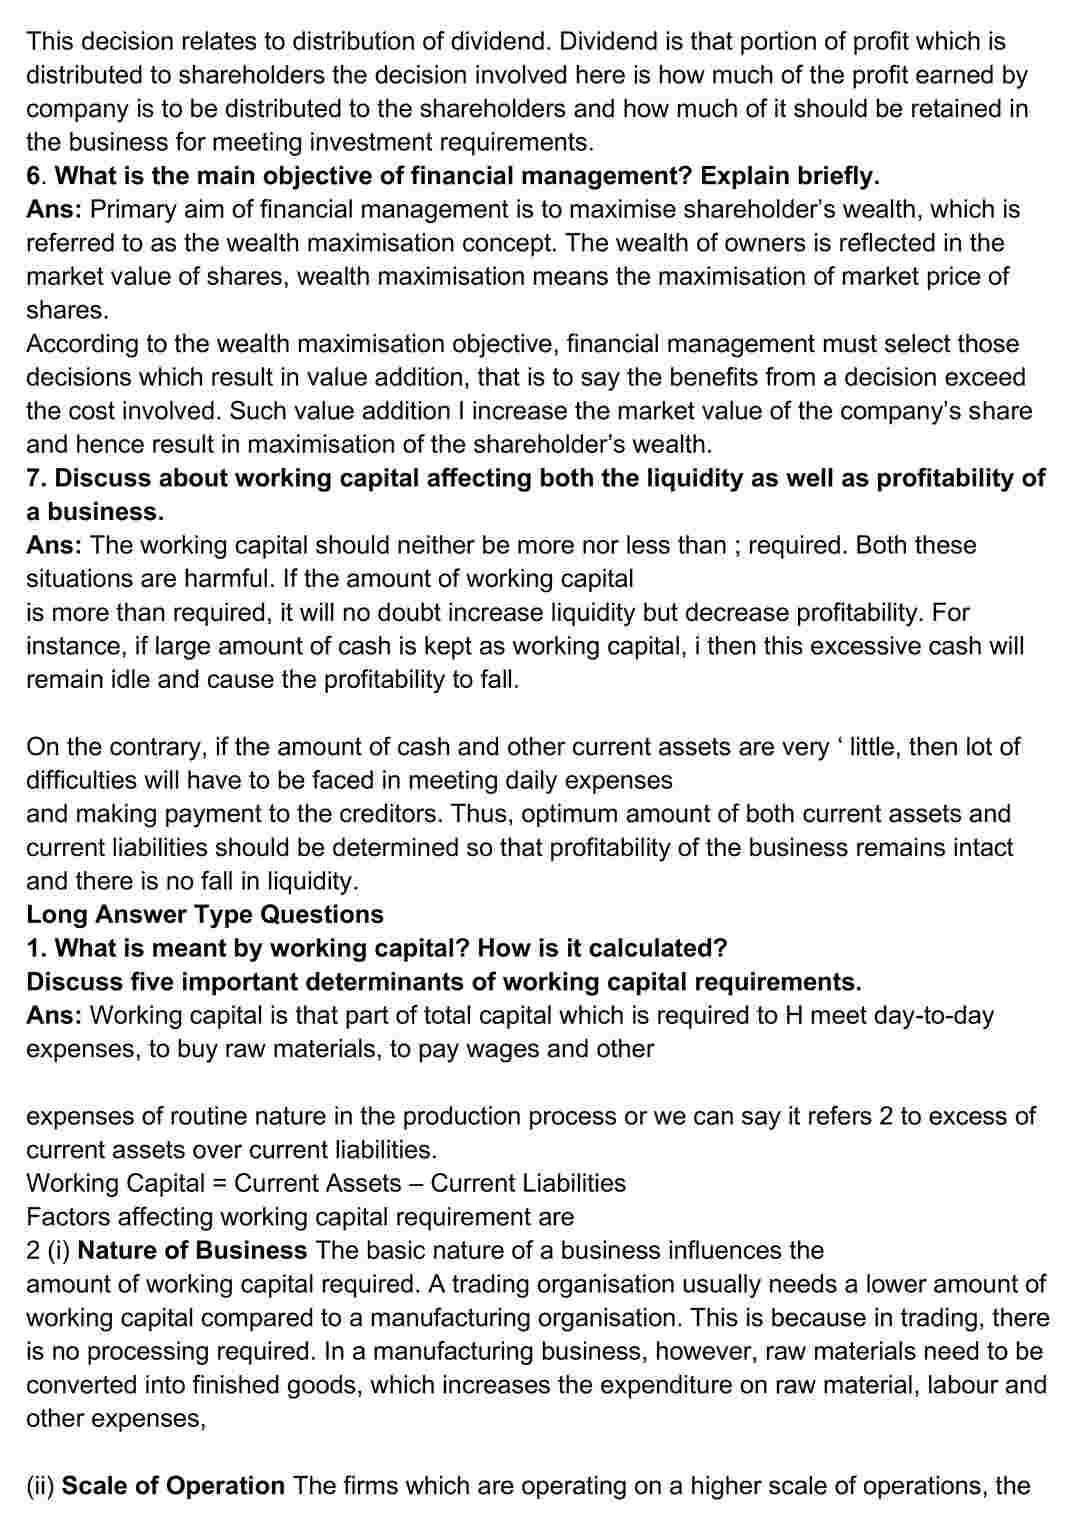 This decision relates to distribution of dividend. Dividend is that portion of profit which is
distributed to shareholders the decision involved here is how much of the profit earned by
company is to be distributed to the shareholders and how much of it should be retained in
the business for meeting investment requirements.
6. What is the main objective of financial management? Explain briefly.
Ans: Primary aim of financial management is to maximise shareholder's wealth, which is
referred to as the wealth maximisation concept. The wealth of owners is reflected in the
market value of shares, wealth maximisation means the maximisation of market price of
shares.
According to the wealth maximisation objective, financial management must select those
decisions which result in value addition, that is to say the benefits from a decision exceed
the cost involved. Such value addition I increase the market value of the company's share
and hence result in maximisation of the shareholder's wealth.
7. Discuss about working capital affecting both the liquidity as well as profitability of
a business.
Ans: The working capital should neither be more nor less than ; required. Both these
situations are harmful. If the amount of working capital
is more than required, it will no doubt increase liquidity but decrease profitability. For
instance, if large amount of cash is kept as working capital, i then this excessive cash will
remain idle and cause the profitability to fall.
On the contrary, if the amount of cash and other current assets are very ‘ little, then lot of
difficulties will have to be faced in meeting daily expenses
and making payment to the creditors. Thus, optimum amount of both current assets and
current liabilities should be determined so that profitability of the business remains intact
and there is no fall in liquidity.
Long Answer Type Questions
1. What is meant by working capital? How is it calculated?
Discuss five important determinants of working capital requirements.
Ans: Working capital is that part of total capital which is required to H meet day-to-day
expenses, to buy raw materials, to pay wages and other
expenses of routine nature in the production process or we can say it refers 2 to excess of
current assets over current liabilities.
Working Capital = Current Assets – Current Liabilities
Factors affecting working capital requirement are
2 (i) Nature of Business The basic nature of a business influences the
amount of working capital required. A trading organisation usually needs a lower amount of
working capital compared to a manufacturing organisation. This is because in trading, there
is no processing required. In a manufacturing business, however, raw materials need to be
converted into finished goods, which increases the expenditure on raw material, labour and
other expenses,
(ii) Scale of Operation The firms which are operating on a higher scale of operations, the